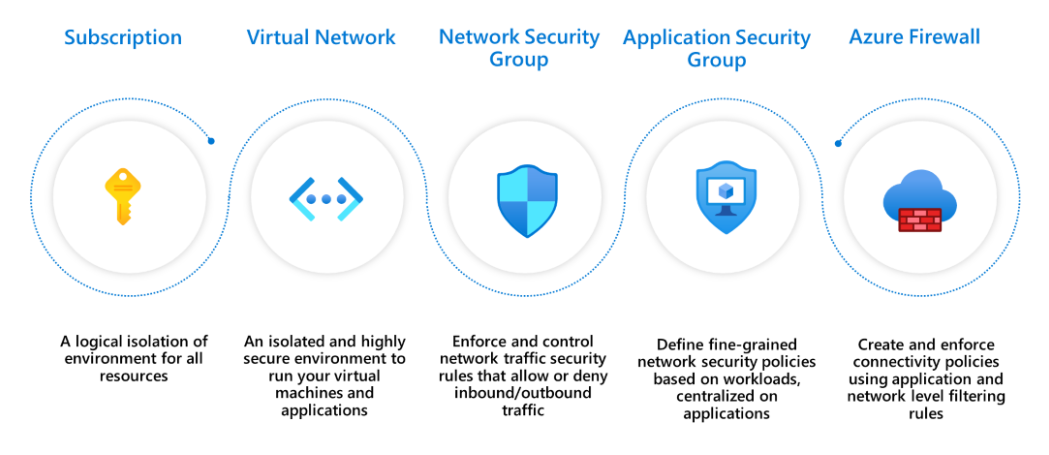 Subscription
A logical isolation of
environment for all
resources
Virtual Network
An isolated and highly
secure environment to
run your virtual
machines and
applications
Network Security
Group
Enforce and control
network traffic security
rules that allow or deny
inbound/outbound
traffic
Application Security
Group
Define fine-grained
network security policies
based on workloads,
centralized on
applications
Azure Firewall
Create and enforce
connectivity policies
using application and
network level filtering
rules